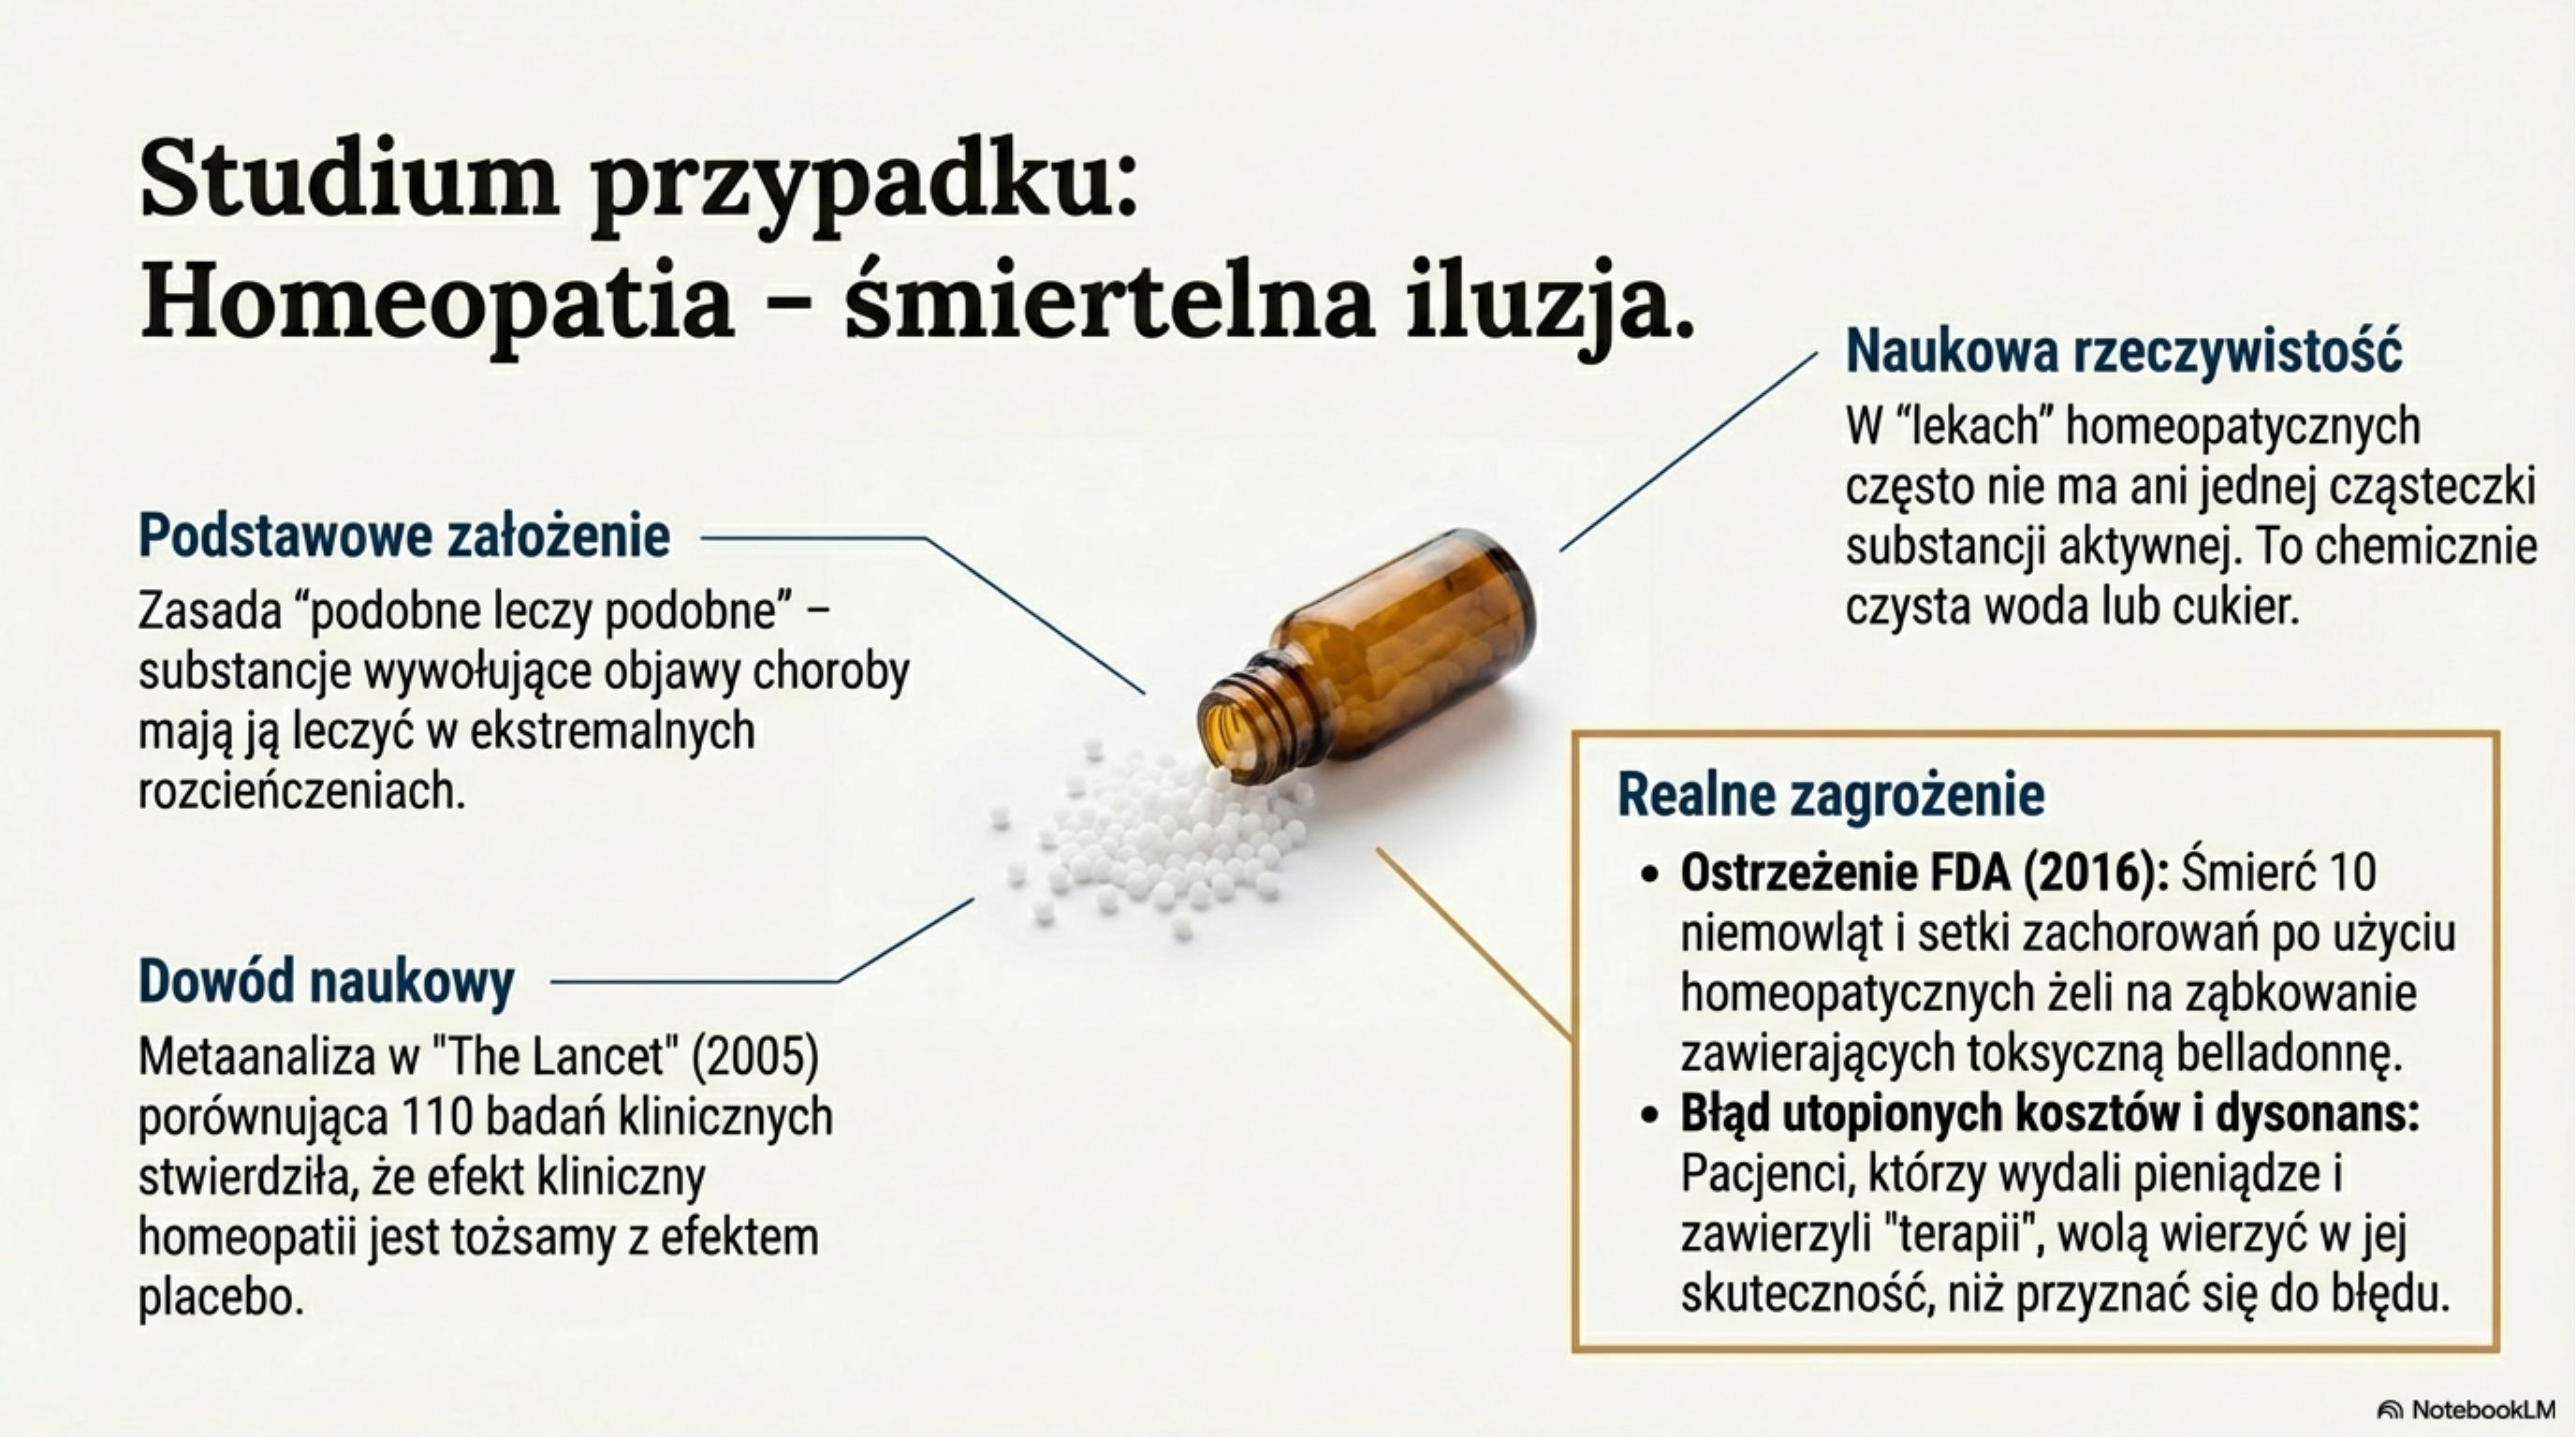 Studium przypadku:
Homeopatia – śmiertelna iluzja.
Podstawowe założenie
Zasada “podobne leczy podobne” –
substancje wywołujące objawy choroby
mają ją leczyć w ekstremalnych
rozcieńczeniach.
Dowód naukowy
Metaanaliza w "The Lancet" (2005)
porównująca 110 badań klinicznych
stwierdziła, że efekt kliniczny
homeopatii jest tożsamy z efektem
placebo.
Naukowa rzeczywistość
W “lekach” homeopatycznych
często nie ma ani jednej cząsteczki
substancji aktywnej. To chemicznie
czysta woda lub cukier.
Realne zagrożenie
• Ostrzeżenie FDA (2016): Śmierć 10
niemowląt i setki zachorowań po użyciu
homeopatycznych żeli na ząbkowanie
zawierających toksyczną belladonnę.
• Błąd utopionych kosztów i dysonans:
Pacjenci, którzy wydali pieniądze i
zawierzyli "terapii", wolą wierzyć w jej
skuteczność, niż przyznać się do błędu.
NotebookLM